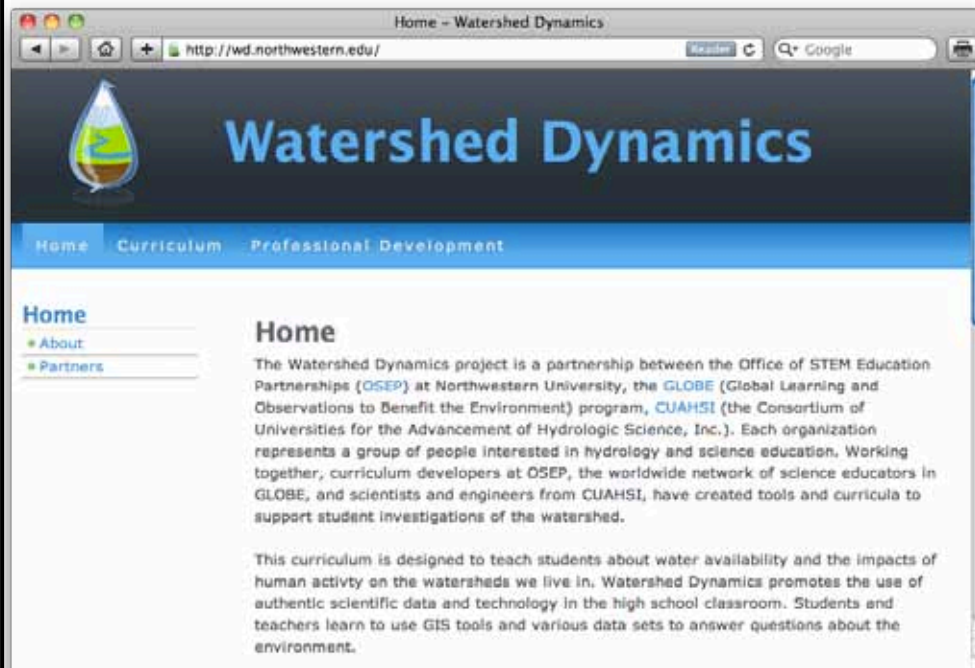 Home – Watershed Dynamics
http://wd.northwestern.edu/
Reader
Google
Watershed Dynamics
Home Curriculum Professional Development
Home
About
Partners
Home
The Watershed Dynamics project is a partnership between the Office of STEM Education
Partnerships (OSEP) at Northwestern University, the GLOBE (Global Learning and
Observations to Benefit the Environment) program, CUAHSI (the Consortium of
Universities for the Advancement of Hydrologic Science, Inc.). Each organization
represents a group of people interested in hydrology and science education. Working
together, curriculum developers at OSEP, the worldwide network of science educators in
GLOBE, and scientists and engineers from CUAHSI, have created tools and curricula to
support student investigations of the watershed.
This curriculum is designed to teach students about water availability and the impacts of
human activty on the watersheds we live in. Watershed Dynamics promotes the use of
authentic scientific data and technology in the high school classroom. Students and
teachers learn to use GIS tools and various data sets to answer questions about the
environment.